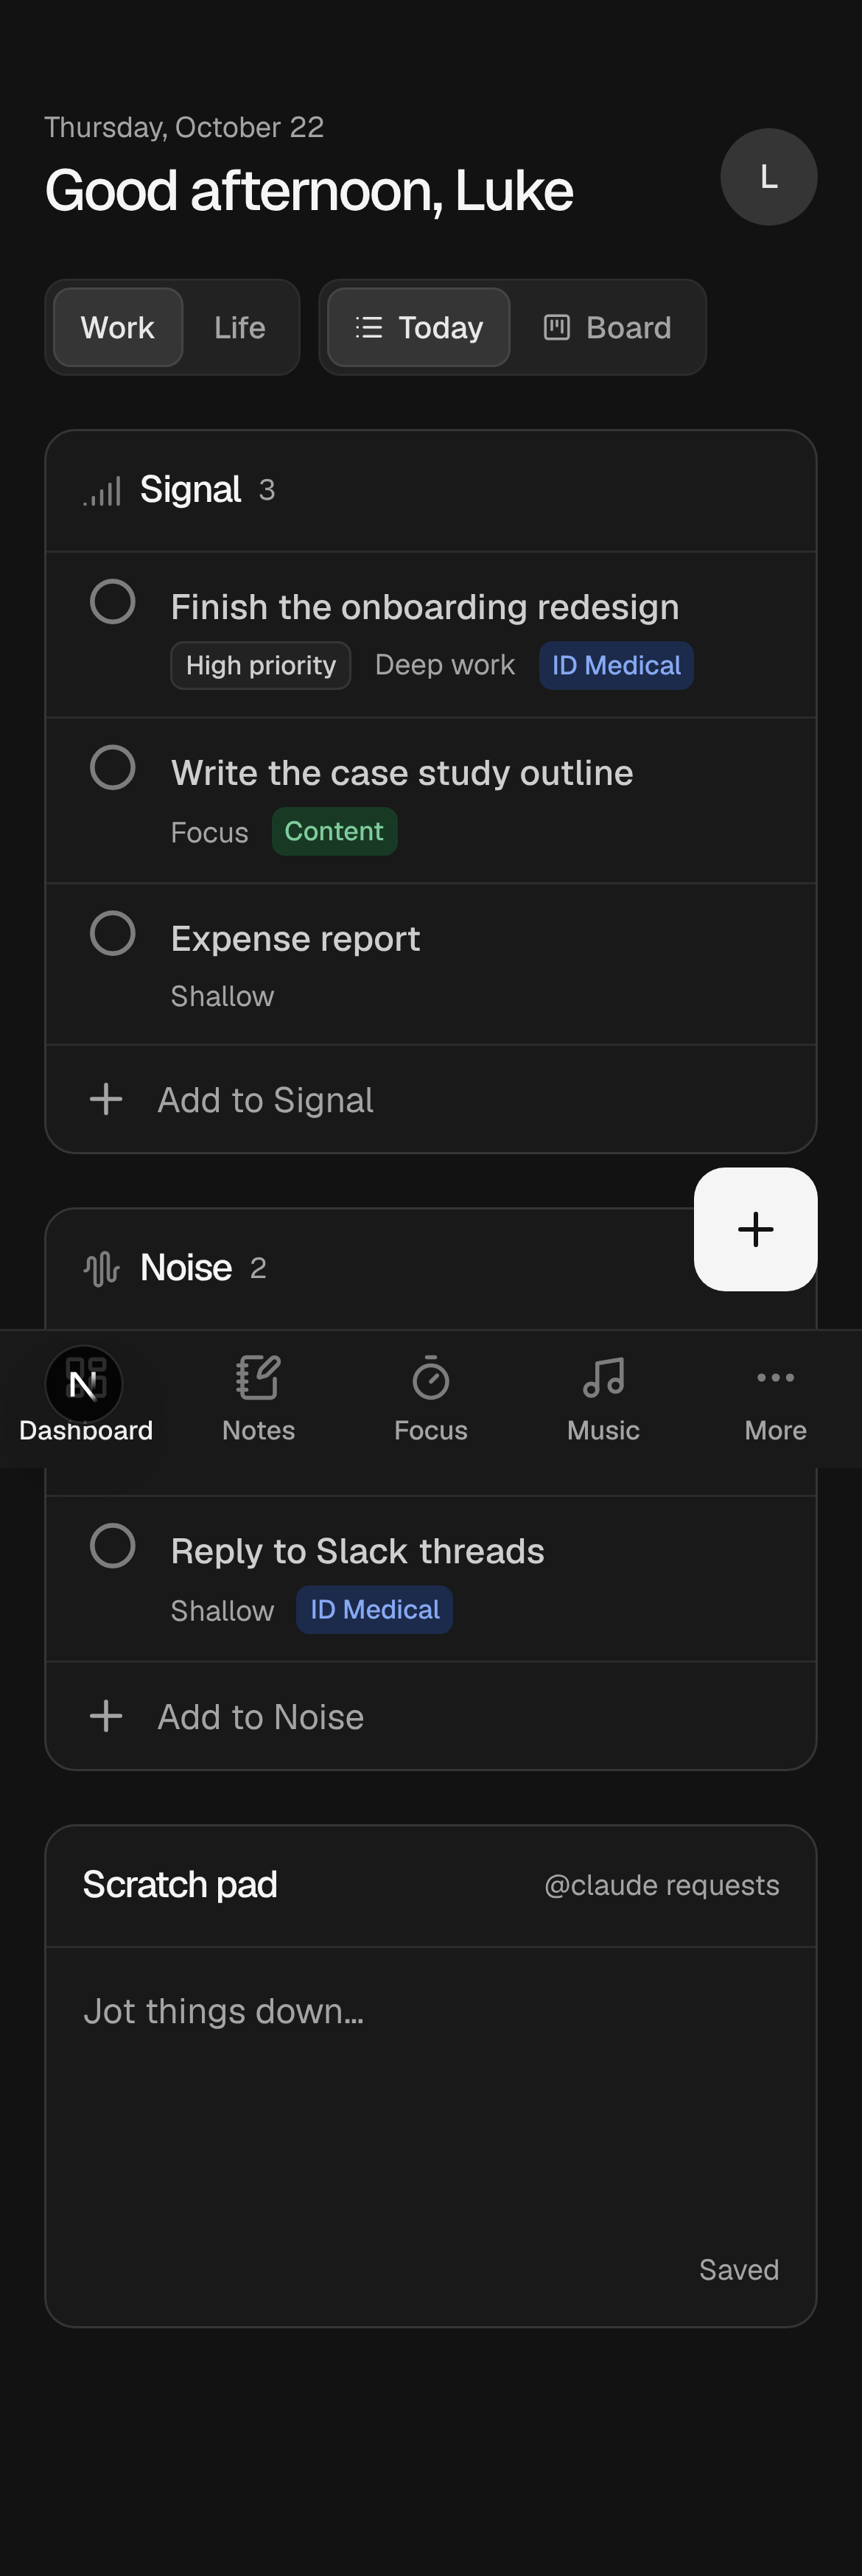 Thursday, October 22
Good afternoon, Luke
L
Work Life Today Board
Signal 3
Finish the onboarding redesign
High priority Deep work ID Medical
Write the case study outline
Focus Content
Expense report
Shallow
Add to Signal
Noise 2
N
Dashboard Notes Focus Music More
Reply to Slack threads
Shallow ID Medical
Add to Noise
Scratch pad @claude requests
Jot things down…
Saved